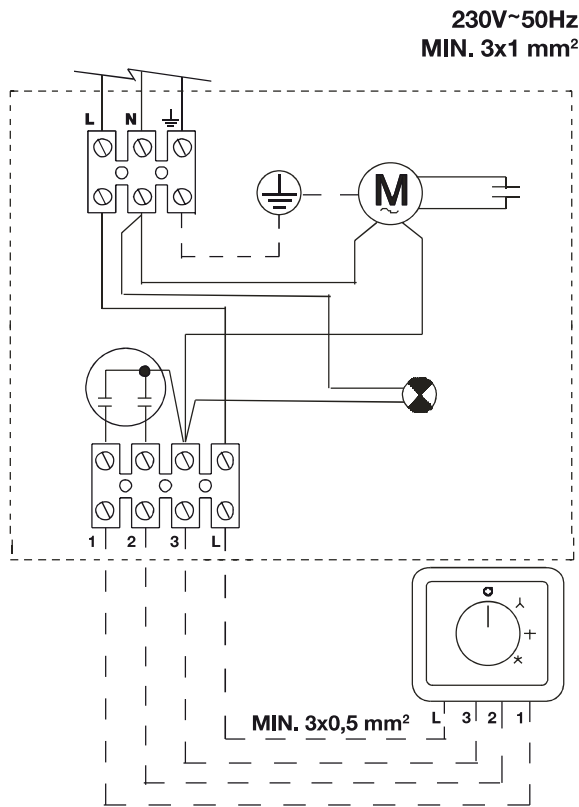 230V~50Hz
MIN. 3x1 mm²
L N
M
~
1 2 3 L
MIN. 3x0,5 mm²
L 3 2 1